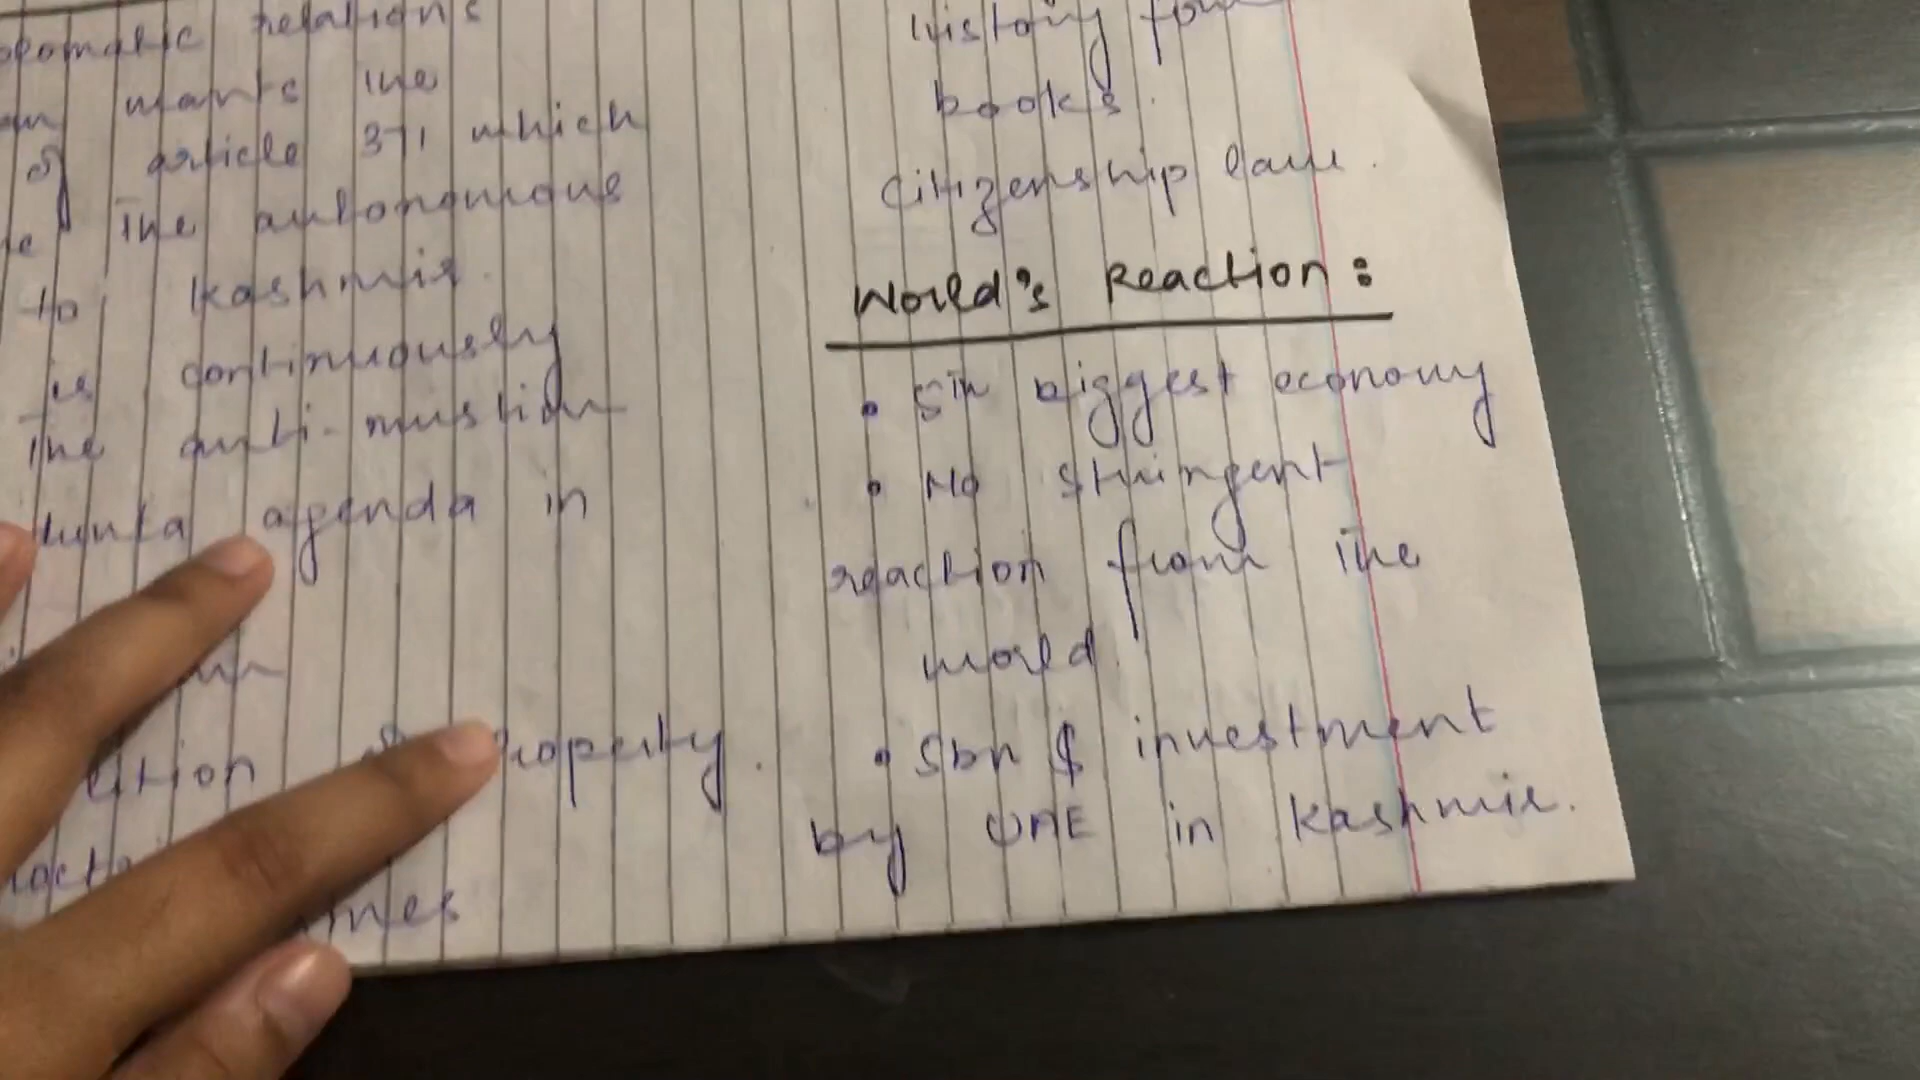 relations
wants the
of article 371 which
the autonomous
to Kashmir.
is continuously
the anti-muslim
agenda in
property.
history from
books.
Citizenship law.
World's Reaction:
• 5th biggest economy
• No stringent
reaction from the
world.
• 5bn $ investment
by UAE in Kashmir.